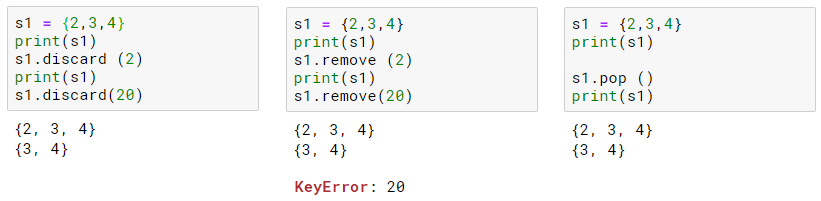 s1 = {2,3,4}
print(s1)
s1.discard (2)
print(s1)
s1.discard(20)
{2, 3, 4}
{3, 4}
s1 = {2,3,4}
print(s1)
s1.remove (2)
print(s1)
s1.remove(20)
{2, 3, 4}
{3, 4}
KeyError: 20
s1 = {2,3,4}
print(s1)
s1.pop ()
print(s1)
{2, 3, 4}
{3, 4}